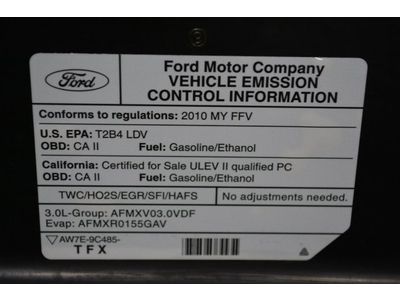 Ford
Ford Motor Company
VEHICLE EMISSION
CONTROL INFORMATION
Conforms to regulations: 2010 MY FFV
U.S. EPA: T2B4 LDV
OBD: CA II Fuel: Gasoline/Ethanol
California: Certified for Sale ULEV II qualified PC
OBD: CA II Fuel: Gasoline/Ethanol
TWC/HO2S/EGR/SFI/HAFS No adjustments needed.
3.0L-Group: AFMXV03.0VDF
Evap: AFMXR0155GAV
AW7E-9C485-
TFX